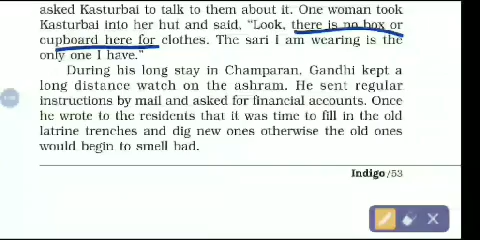 asked Kasturbai to talk to them about it. One woman took
Kasturbai into her hut and said, "Look, there is no box or
cupboard here for clothes. The sari I am wearing is the
only one I have."
During his long stay in Champaran, Gandhi kept a
long distance watch on the ashram. He sent regular
instructions by mail and asked for financial accounts. Once
he wrote to the residents that it was time to fill in the old
latrine trenches and dig new ones otherwise the old ones
would begin to smell bad.
Indigo /53